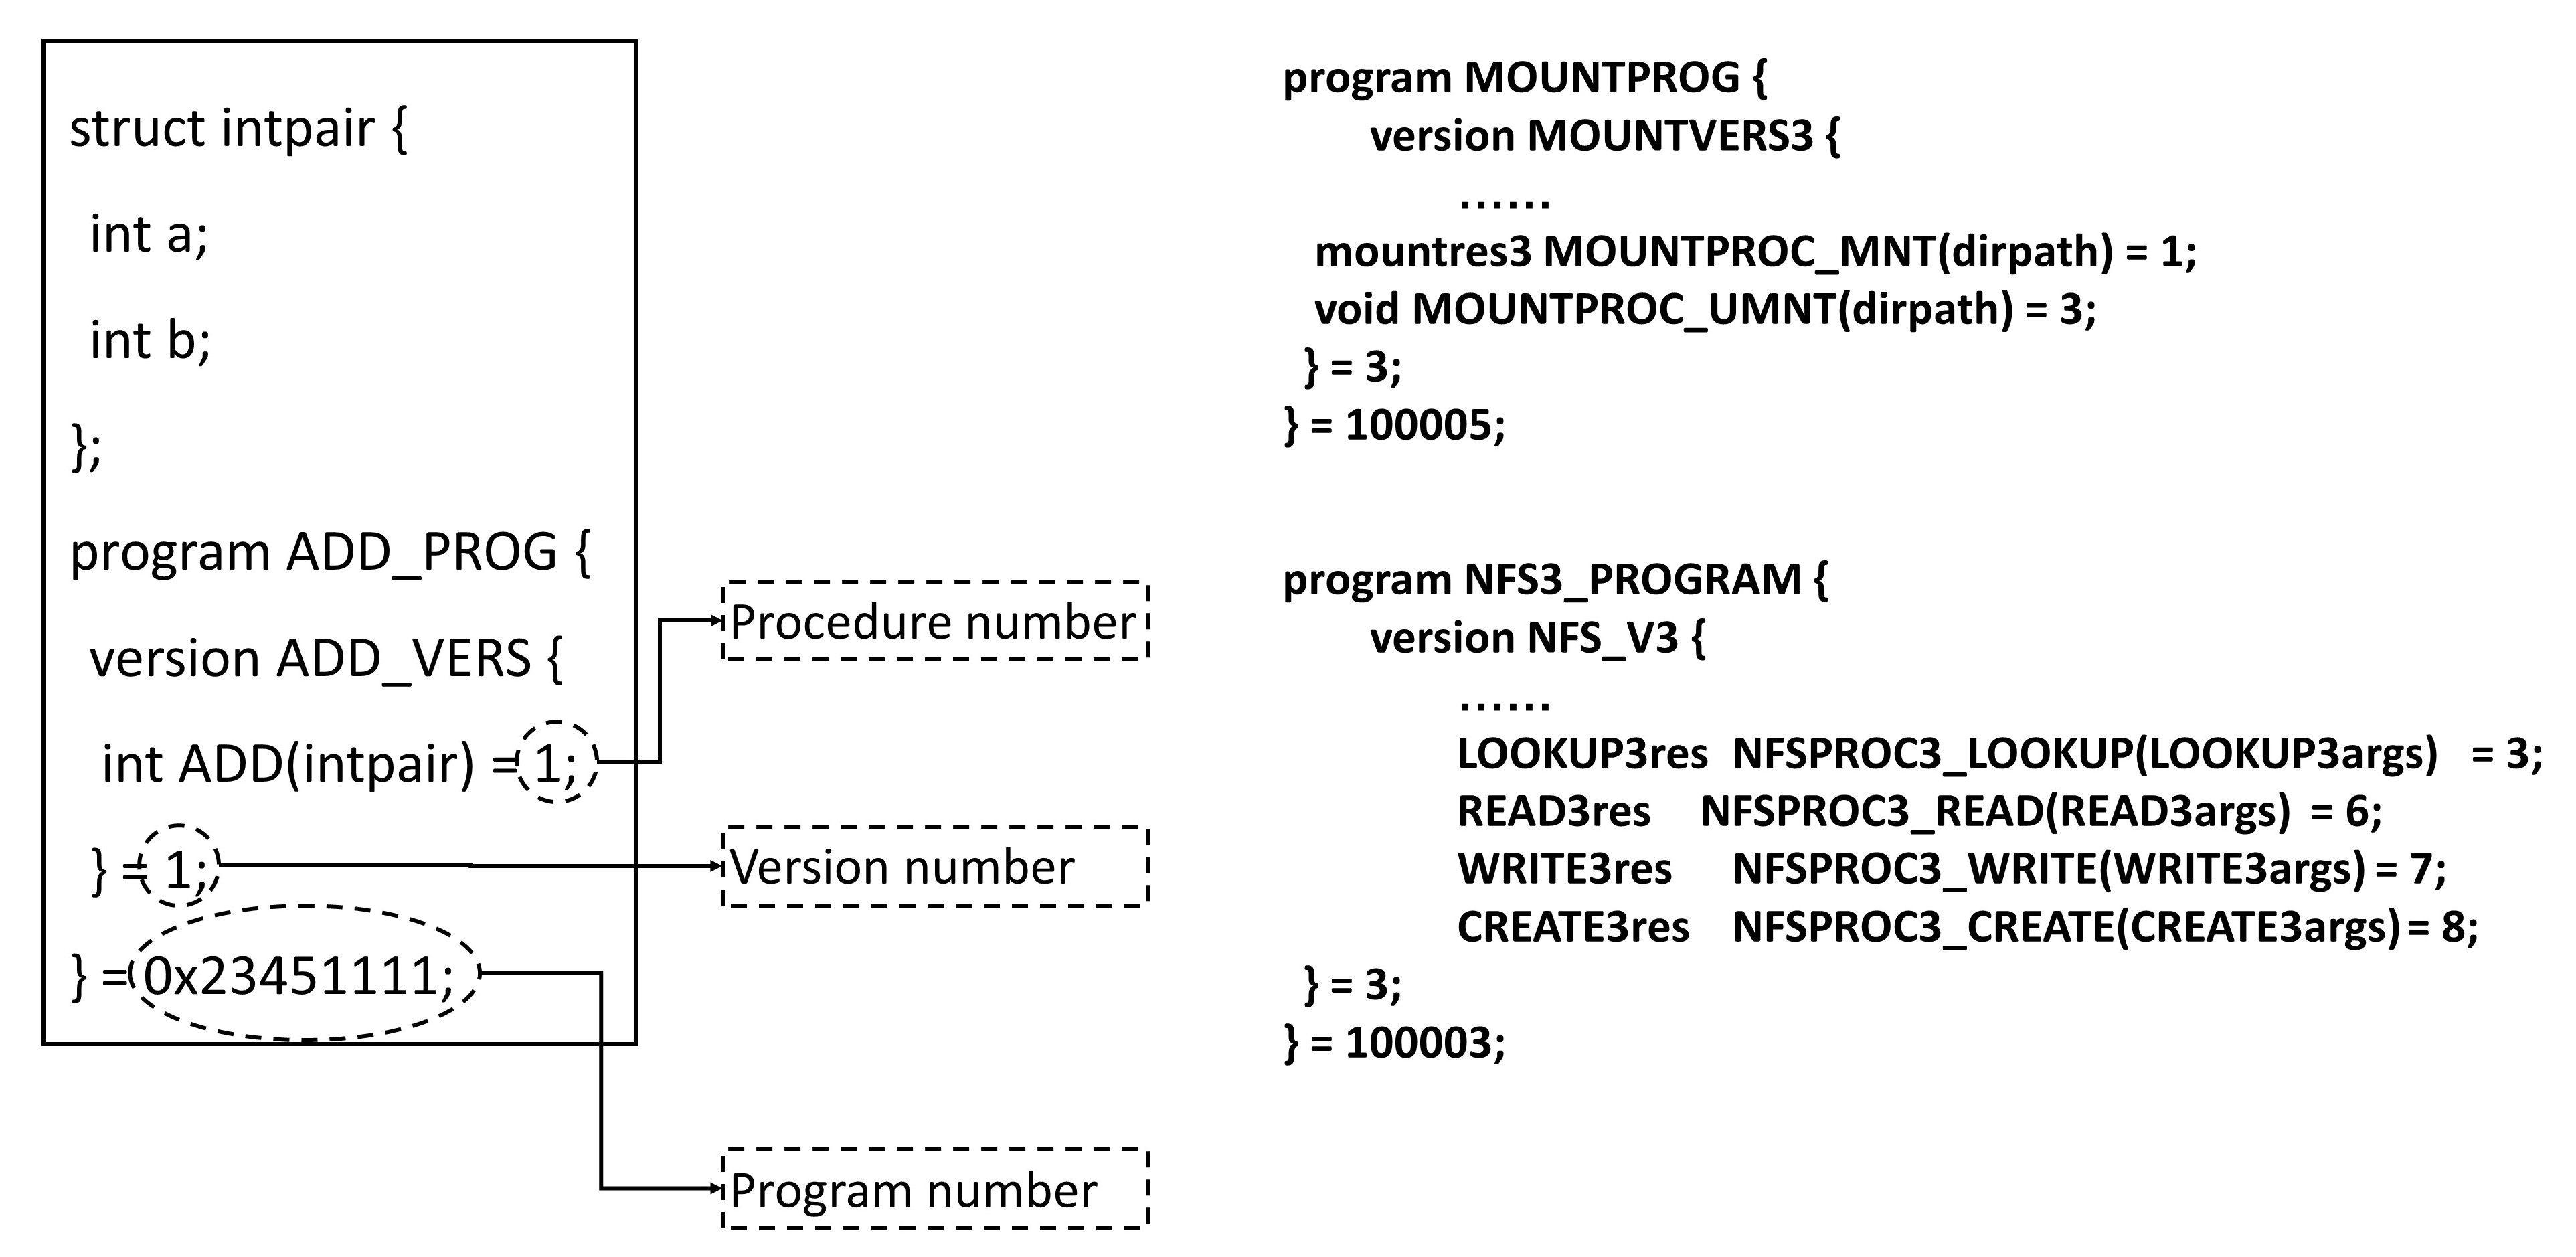 struct intpair {
int a;
int b;
};
program ADD_PROG {
version ADD_VERS {
int ADD(intpair) = 1;
} = 1;
} = 0x23451111;
Procedure number
Version number
Program number
program MOUNTPROG {
version MOUNTVERS3 {
......
mountres3 MOUNTPROC_MNT(dirpath) = 1;
void MOUNTPROC_UMNT(dirpath) = 3;
} = 3;
} = 100005;
program NFS3_PROGRAM {
version NFS_V3 {
......
LOOKUP3res NFSPROC3_LOOKUP(LOOKUP3args) = 3;
READ3res NFSPROC3_READ(READ3args) = 6;
WRITE3res NFSPROC3_WRITE(WRITE3args) = 7;
CREATE3res NFSPROC3_CREATE(CREATE3args) = 8;
} = 3;
} = 100003;